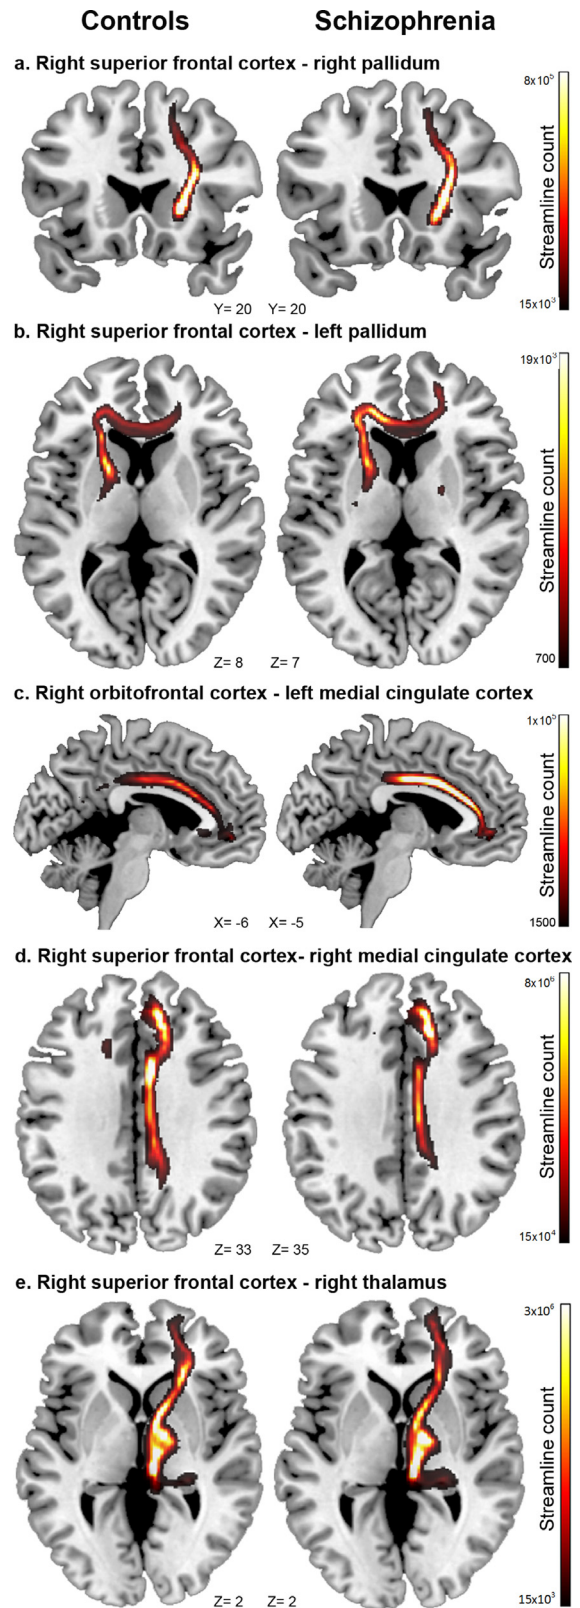 Controls Schizophrenia
a. Right superior frontal cortex - right pallidum
8x10⁵
Streamline count
15x10³
Y= 20 Y= 20
b. Right superior frontal cortex - left pallidum
19x10³
Streamline count
700
Z= 8 Z= 7
c. Right orbitofrontal cortex - left medial cingulate cortex
1x10⁵
Streamline count
1500
X= -6 X= -5
d. Right superior frontal cortex- right medial cingulate cortex
8x10⁶
Streamline count
15x10⁴
Z= 33 Z= 35
e. Right superior frontal cortex - right thalamus
3x10⁶
Streamline count
15x10³
Z= 2 Z= 2